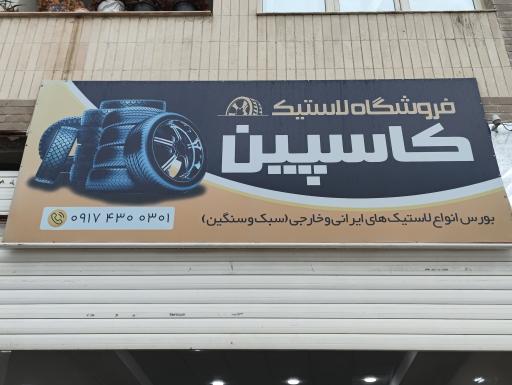 فروشگاه لاستیک
کاسپین
بورس انواع لاستیک های ایرانی و خارجی (سبک و سنگین)
۰۹۱۷ ۴۳۰ ۰۳۰۱